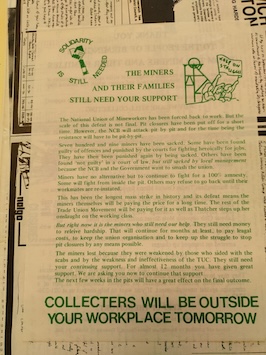 SOLIDARITY
IS STILL NEEDED
THE MINERS
AND THEIR FAMILIES
STILL NEED YOUR SUPPORT
The National Union of Mineworkers has been forced back to work. But the
scale of this defeat is not final. Pit closures have been put off for a short
time. However, the NCB will attack pit by pit and for the time being the
resistance will have to be pit by pit.
Seven hundred and nine miners have been sacked. Some have been found
guilty of offences and punished by the courts for fighting heroically for jobs.
They have then been punished again by being sacked. Others have been
found 'not guilty' in a court of law, but still sacked by local management
because the NCB and the Government want to smash the union.
Miners have no alternative but to continue to fight for a 100% amnesty.
Some will fight from inside the pit. Others may refuse to go back until their
workmates are re-instated.
This has been the longest mass strike in history and its defeat means the
miners themselves will be paying the price for a long time. The rest of the
Trade Union Movement will be paying for it as well as Thatcher steps up her
onslaught on the working class.
But right now it is the miners who still need our help. They still need money
to relieve hardship. That will continue for months at least, to pay legal
costs, to keep the union organisation and to keep up the struggle to stop
pit closures by any means possible.
The miners lost because they were weakened by those who sided with the
scabs and by the weakness and ineffectiveness of the TUC. They still need
your continuing support. For almost 12 months you have given great
support. We are asking you now to continue that support.
The next few weeks in the pits will have a great effect on the final outcome.
COLLECTERS WILL BE OUTSIDE
YOUR WORKPLACE TOMORROW